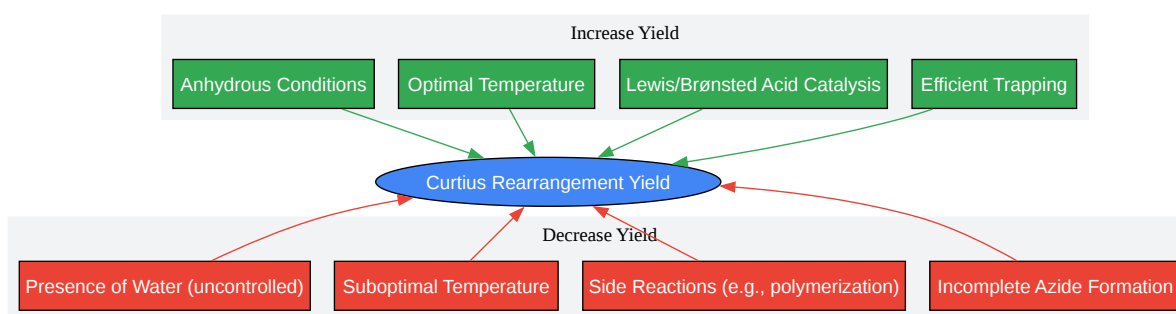 Increase Yield
Anhydrous Conditions
Optimal Temperature
Lewis/Brønsted Acid Catalysis
Efficient Trapping
Curtius Rearrangement Yield
Decrease Yield
Presence of Water (uncontrolled)
Suboptimal Temperature
Side Reactions (e.g., polymerization)
Incomplete Azide Formation